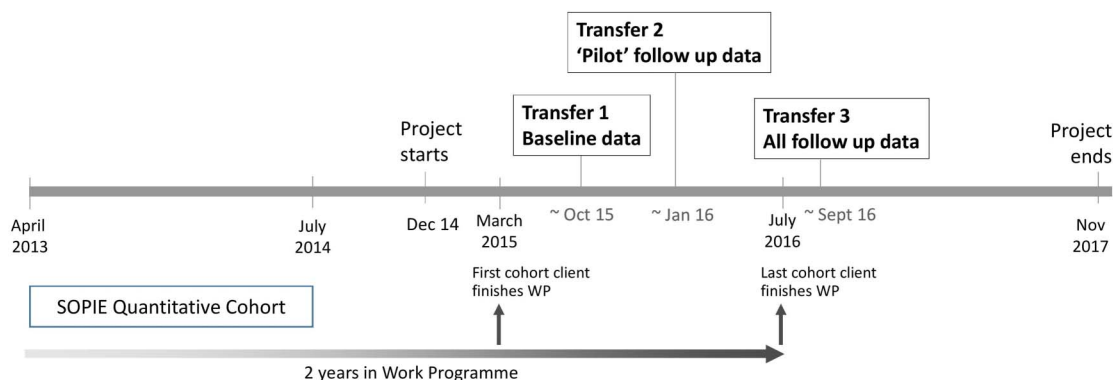 Transfer 2
‘Pilot’ follow up data
Transfer 1
Baseline data
Transfer 3
All follow up data
Project
starts
Project
ends
April
2013
July
2014
Dec 14
March
2015
~ Oct 15
~ Jan 16
July
2016
~ Sept 16
Nov
2017
First cohort client
finishes WP
Last cohort client
finishes WP
SOPIE Quantitative Cohort
2 years in Work Programme